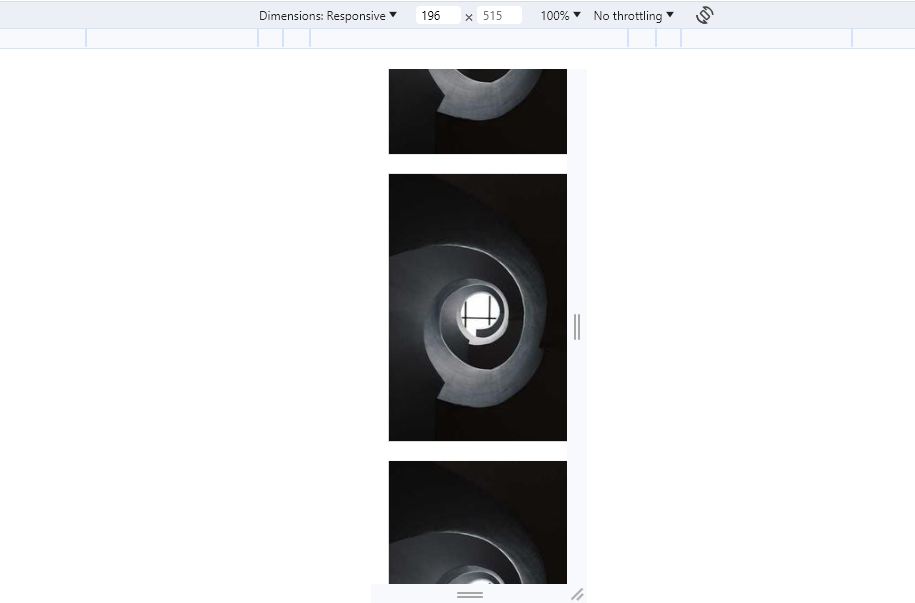 Dimensions: Responsive ▼ 196 × 515 100% ▼ No throttling ▼